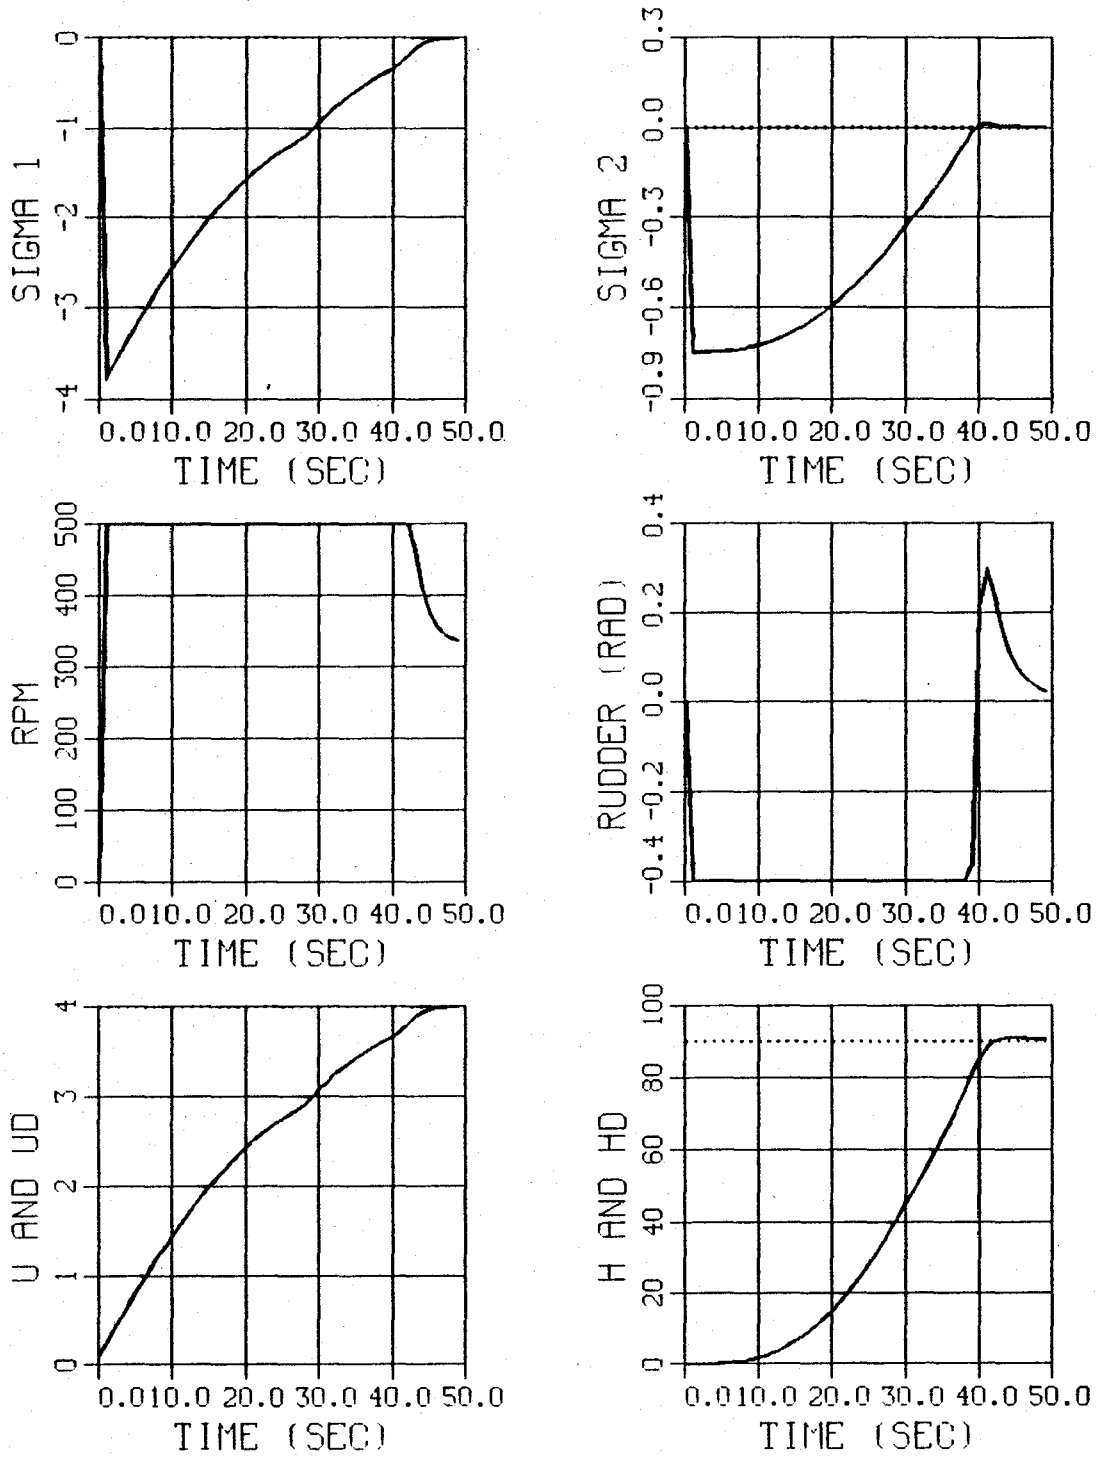 SIGMA 1
0
-1
-2
-3
-4
0.0 10.0 20.0 30.0 40.0 50.0
TIME (SEC)
SIGMA 2
0.3
0.0
-0.3
-0.6
-0.9
0.0 10.0 20.0 30.0 40.0 50.0
TIME (SEC)
RPM
500
400
300
200
100
0
0.0 10.0 20.0 30.0 40.0 50.0
TIME (SEC)
RUDDER (RAD)
0.4
0.2
0.0
-0.2
-0.4
0.0 10.0 20.0 30.0 40.0 50.0
TIME (SEC)
U AND UD
4
3
2
1
0
0.0 10.0 20.0 30.0 40.0 50.0
TIME (SEC)
H AND HD
100
80
60
40
20
0
0.0 10.0 20.0 30.0 40.0 50.0
TIME (SEC)